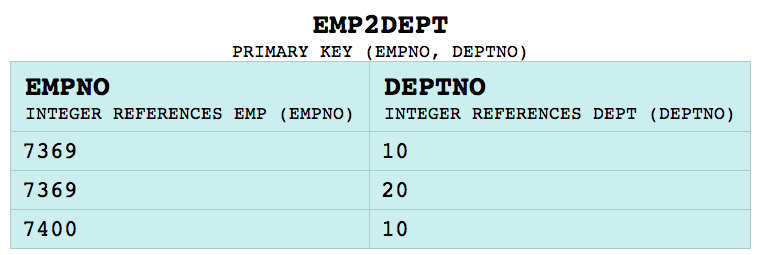 EMP2DEPT
PRIMARY KEY (EMPNO, DEPTNO)
EMPNO DEPTNO
INTEGER REFERENCES EMP (EMPNO) INTEGER REFERENCES DEPT (DEPTNO)
7369 10
7369 20
7400 10